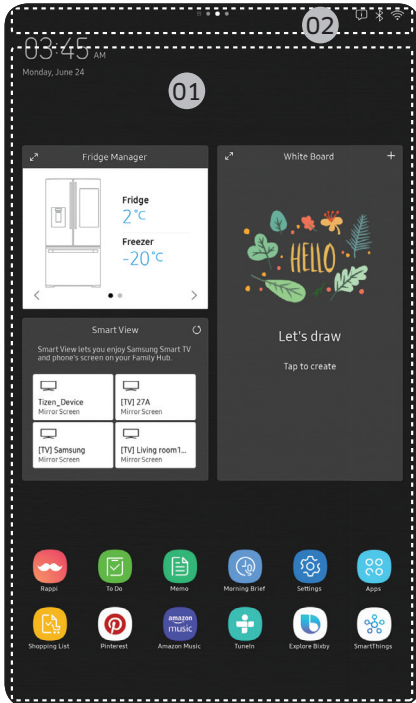 02
03:45 AM
Monday, June 24
01
Fridge Manager
Fridge
2°C
Freezer
-20°C
White Board
HELLO
Let's draw
Tap to create
Smart View
Smart View lets you enjoy Samsung Smart TV
and phone's screen on your Family Hub.
Tizen_Device
Mirror Screen
[TV] 27A
Mirror Screen
[TV] Samsung
Mirror Screen
[TV] Living room1...
Mirror Screen
Rappi
To Do
Memo
Morning Brief
Settings
Apps
amazon
music
Shopping List
Pinterest
Amazon Music
TuneIn
Explore Bixby
SmartThings